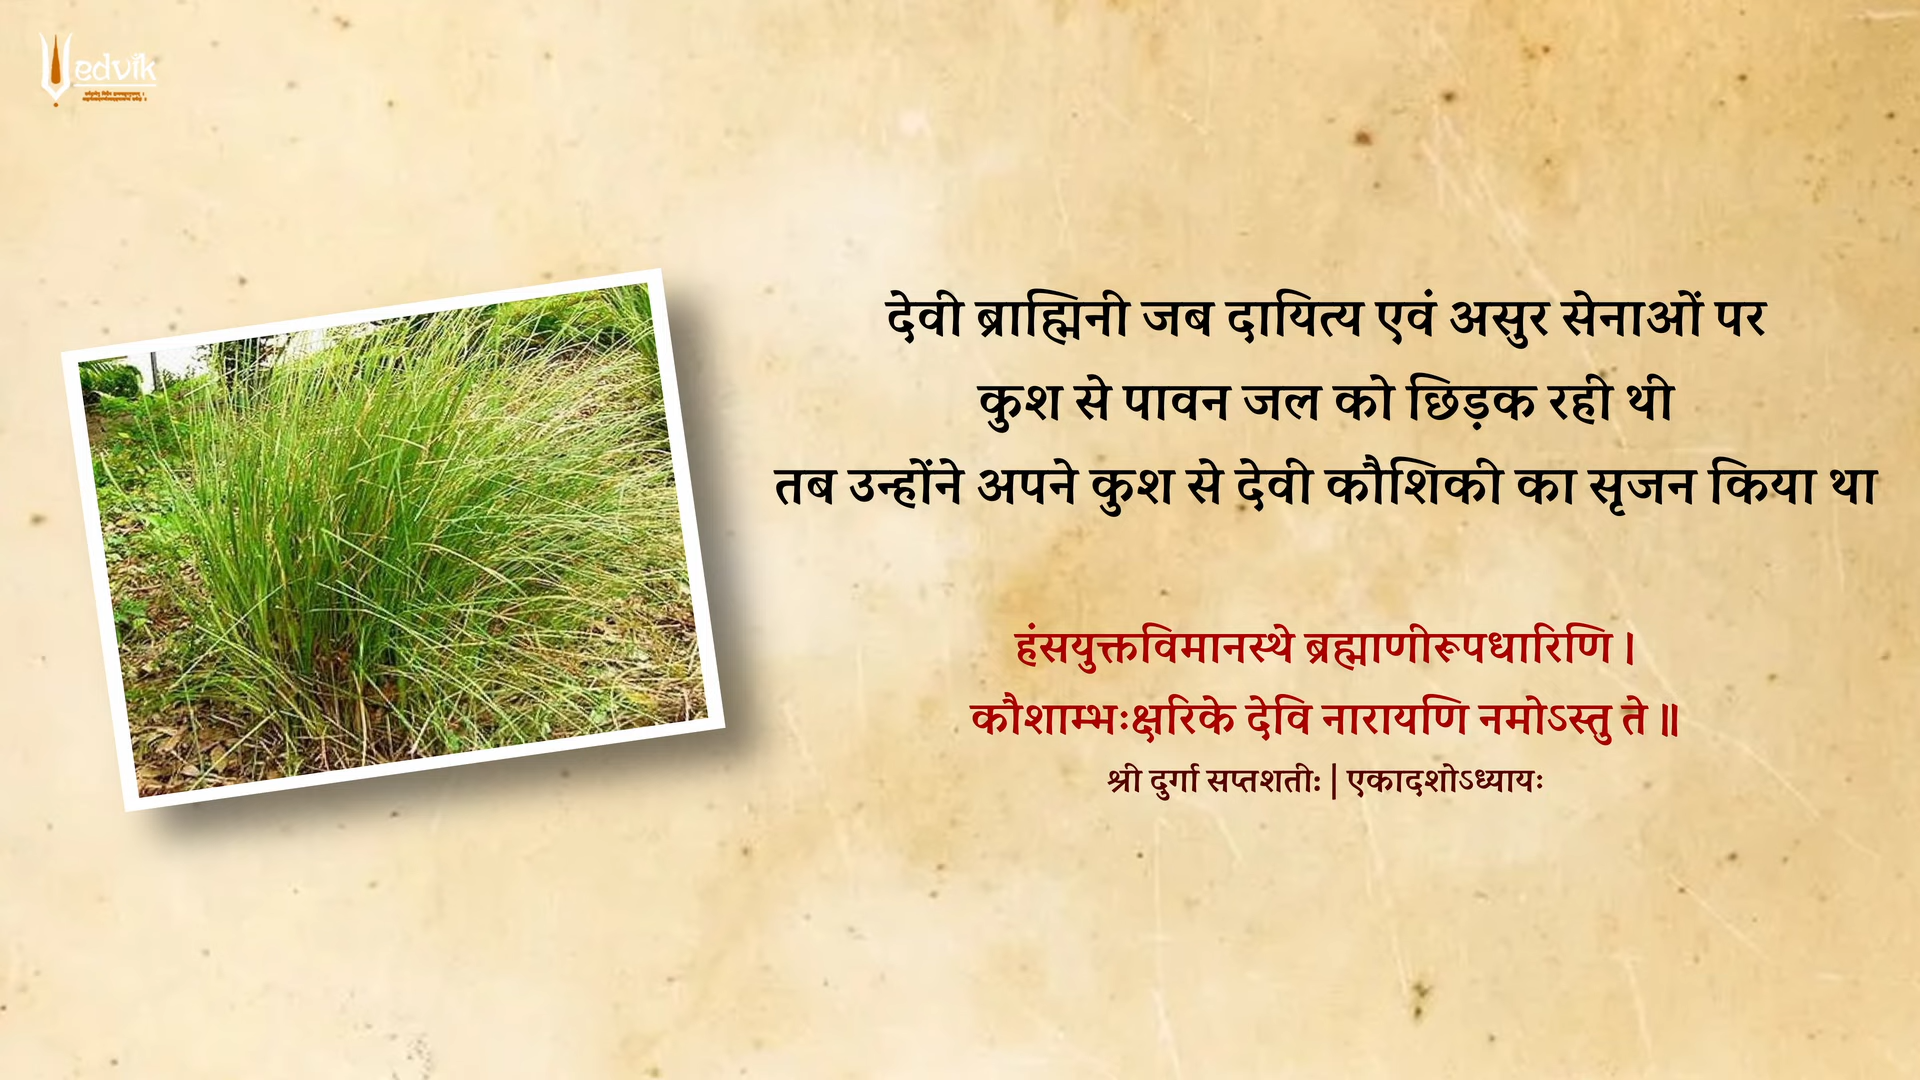 Vedvik
देवी ब्राह्मिनी जब दायित्य एवं असुर सेनाओं पर
कुश से पावन जल को छिड़क रही थी
तब उन्होंने अपने कुश से देवी कौशिकी का सृजन किया था
हंसयुक्तविमानस्थे ब्रह्माणीरूपधारिणि ।
कौशाम्भःक्षरिके देवि नारायणि नमोऽस्तु ते ॥
श्री दुर्गा सप्तशतीः | एकादशोऽध्यायः